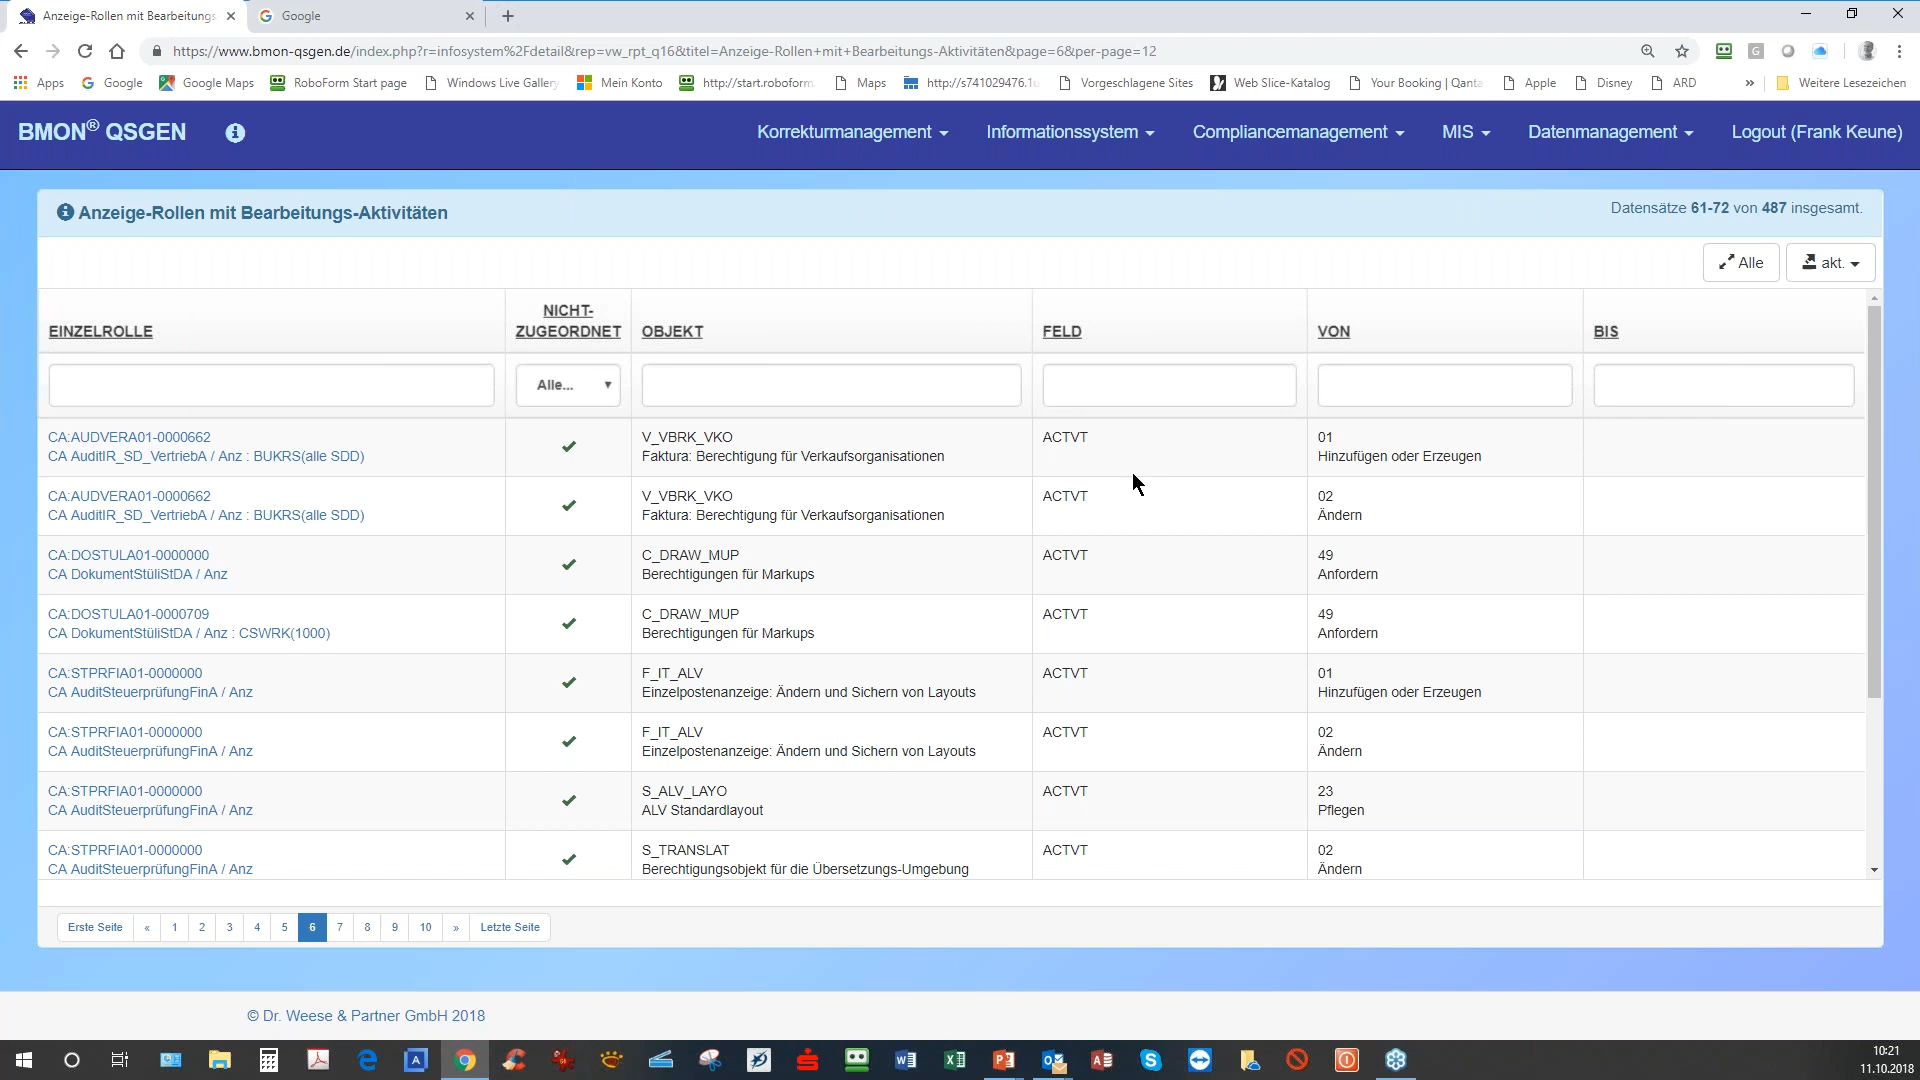 Anzeige-Rollen mit Bearbeitungs
Google
https://www.bmon-qsgen.de/index.php?r=infosystem%2Fdetail&rep=vw_rpt_q16&titel=Anzeige-Rollen+mit+Bearbeitungs-Aktivitäten&page=6&per-page=12
Apps Google Google Maps RoboForm Start page Windows Live Gallery Mein Konto http://start.roboform. Maps http://s741029476.1 Vorgeschlagene Sites Web Slice-Katalog Your Booking | Qanta Apple Disney ARD » Weitere Lesezeichen
BMON® QSGEN Korrekturmanagement Informationssystem Compliancemanagement MIS Datenmanagement Logout (Frank Keune)
Anzeige-Rollen mit Bearbeitungs-Aktivitäten
Datensätze 61-72 von 487 insgesamt.
Alle akt.
EINZELROLLE NICHT-ZUGEORDNET OBJEKT FELD VON BIS
Alle...
CA:AUDVERA01-0000662 V_VBRK_VKO ACTVT 01
CA AuditIR_SD_VertriebA / Anz : BUKRS(alle SDD) Faktura: Berechtigung für Verkaufsorganisationen Hinzufügen oder Erzeugen
CA:AUDVERA01-0000662 V_VBRK_VKO ACTVT 02
CA AuditIR_SD_VertriebA / Anz : BUKRS(alle SDD) Faktura: Berechtigung für Verkaufsorganisationen Ändern
CA:DOSTULA01-0000000 C_DRAW_MUP ACTVT 49
CA DokumentStüliStDA / Anz Berechtigungen für Markups Anfordern
CA:DOSTULA01-0000709 C_DRAW_MUP ACTVT 49
CA DokumentStüliStDA / Anz : CSWRK(1000) Berechtigungen für Markups Anfordern
CA:STPRFIA01-0000000 F_IT_ALV ACTVT 01
CA AuditSteuerprüfungFinA / Anz Einzelpostenanzeige: Ändern und Sichern von Layouts Hinzufügen oder Erzeugen
CA:STPRFIA01-0000000 F_IT_ALV ACTVT 02
CA AuditSteuerprüfungFinA / Anz Einzelpostenanzeige: Ändern und Sichern von Layouts Ändern
CA:STPRFIA01-0000000 S_ALV_LAYO ACTVT 23
CA AuditSteuerprüfungFinA / Anz ALV Standardlayout Pflegen
CA:STPRFIA01-0000000 S_TRANSLAT ACTVT 02
CA AuditSteuerprüfungFinA / Anz Berechtigungsobjekt für die Übersetzungs-Umgebung Ändern
Erste Seite « 1 2 3 4 5 6 7 8 9 10 » Letzte Seite
© Dr. Weese & Partner GmbH 2018
10:21
11.10.2018